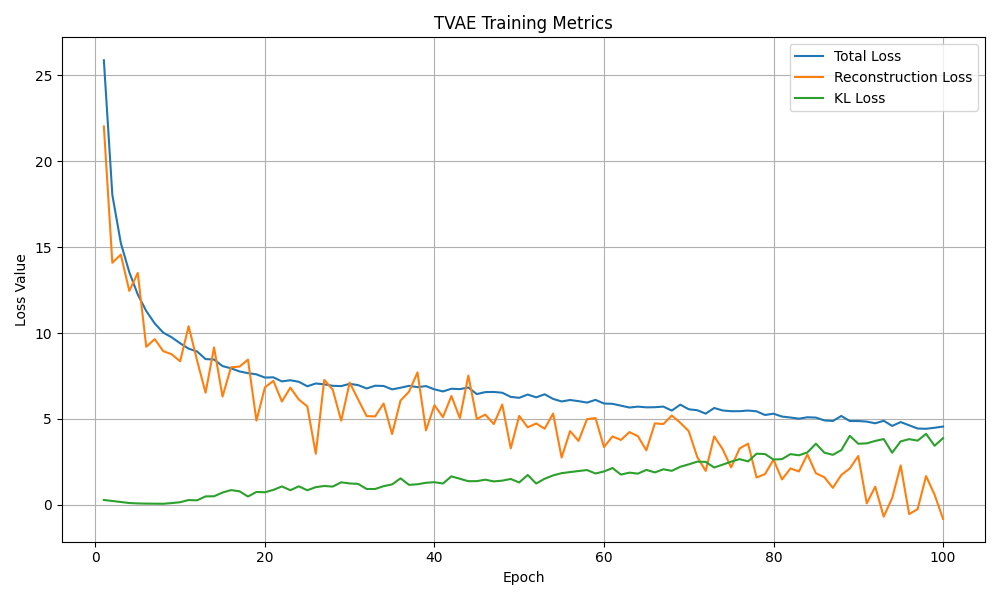 TVAE Training Metrics
Total Loss
Reconstruction Loss
KL Loss
Loss Value
25
20
15
10
5
0
0 20 40 60 80 100
Epoch